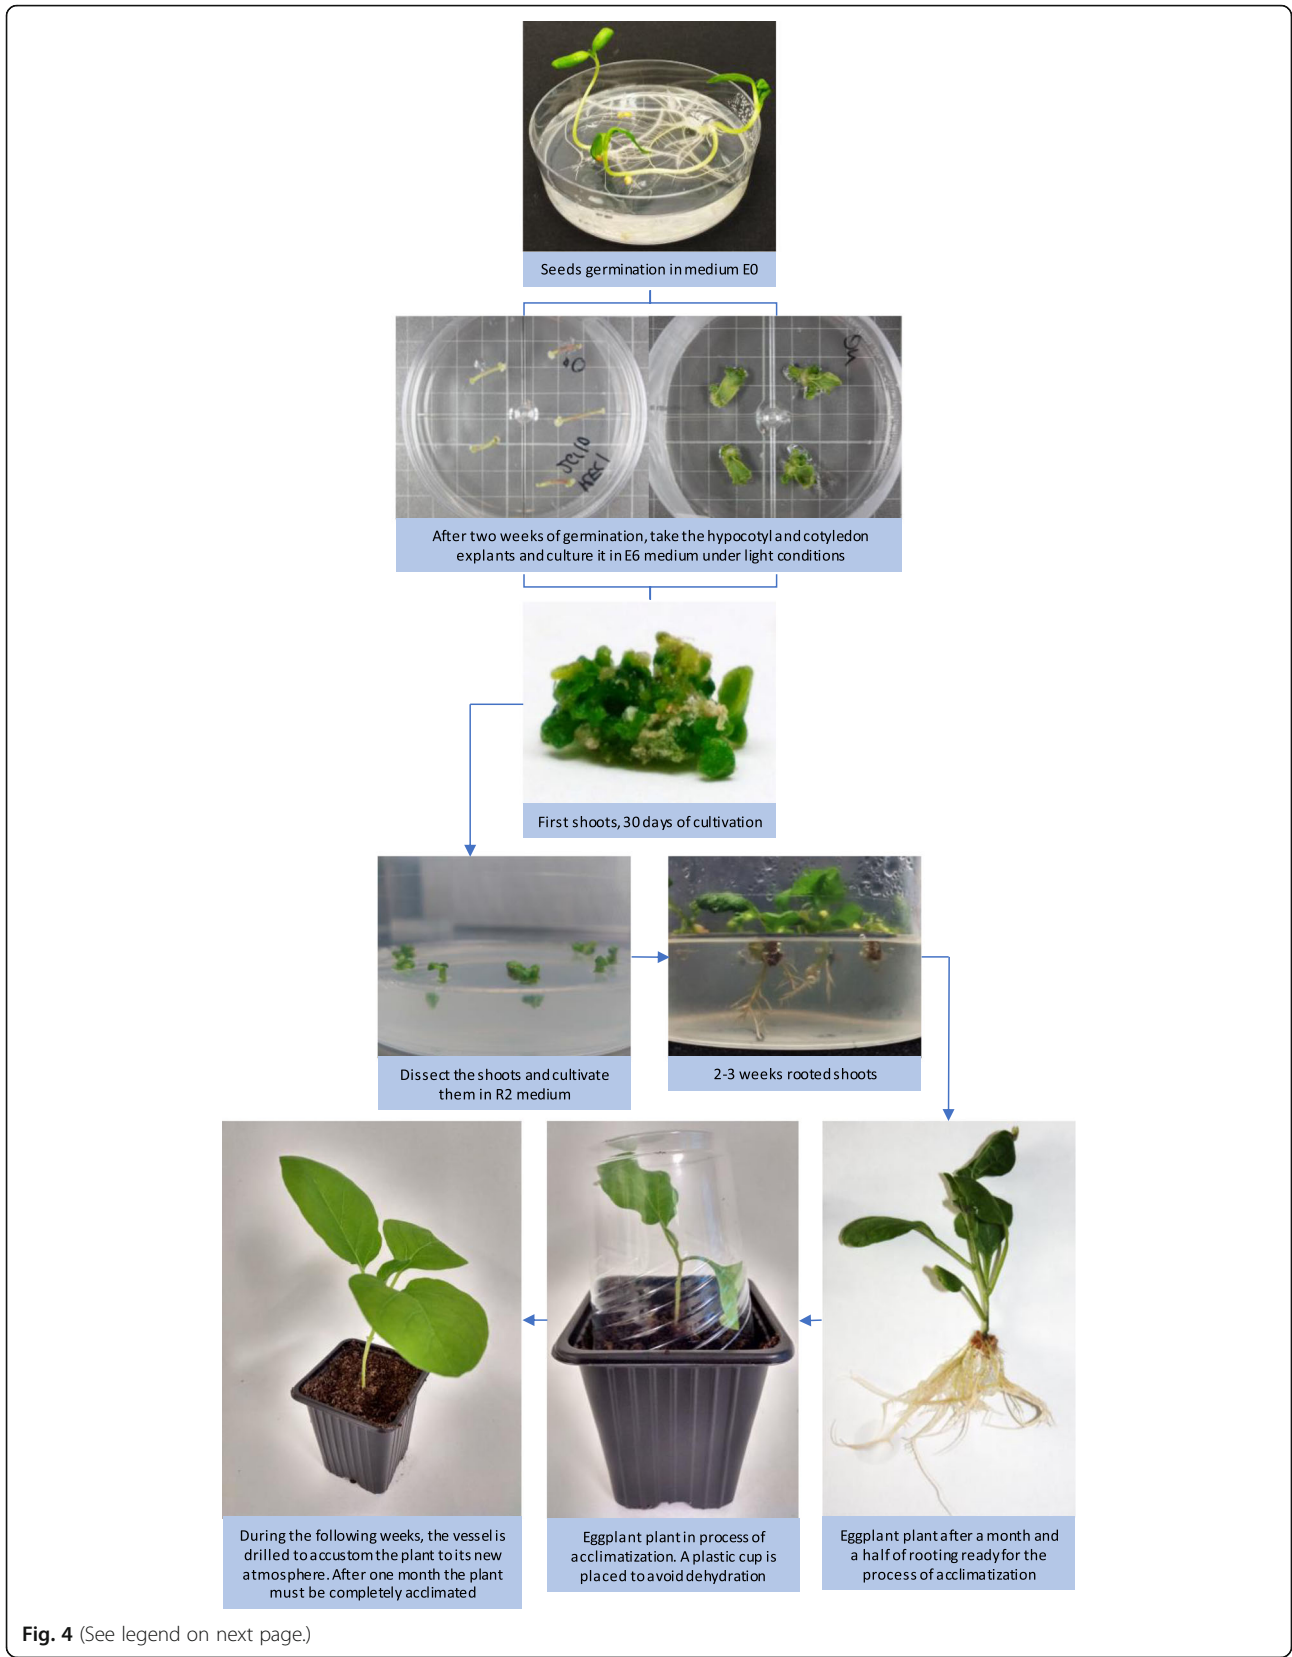 Seeds germination in medium E0
After two weeks of germination, take the hypocotyl and cotyledon
explants and culture it in E6 medium under light conditions
First shoots, 30 days of cultivation
Dissect the shoots and cultivate
them in R2 medium
2-3 weeks rooted shoots
Eggplant plant after a month and
a half of rooting ready for the
process of acclimatization
Eggplant plant in process of
acclimatization. A plastic cup is
placed to avoid dehydration
During the following weeks, the vessel is
drilled to accustom the plant to its new
atmosphere. After one month the plant
must be completely acclimated
Fig. 4 (See legend on next page.)